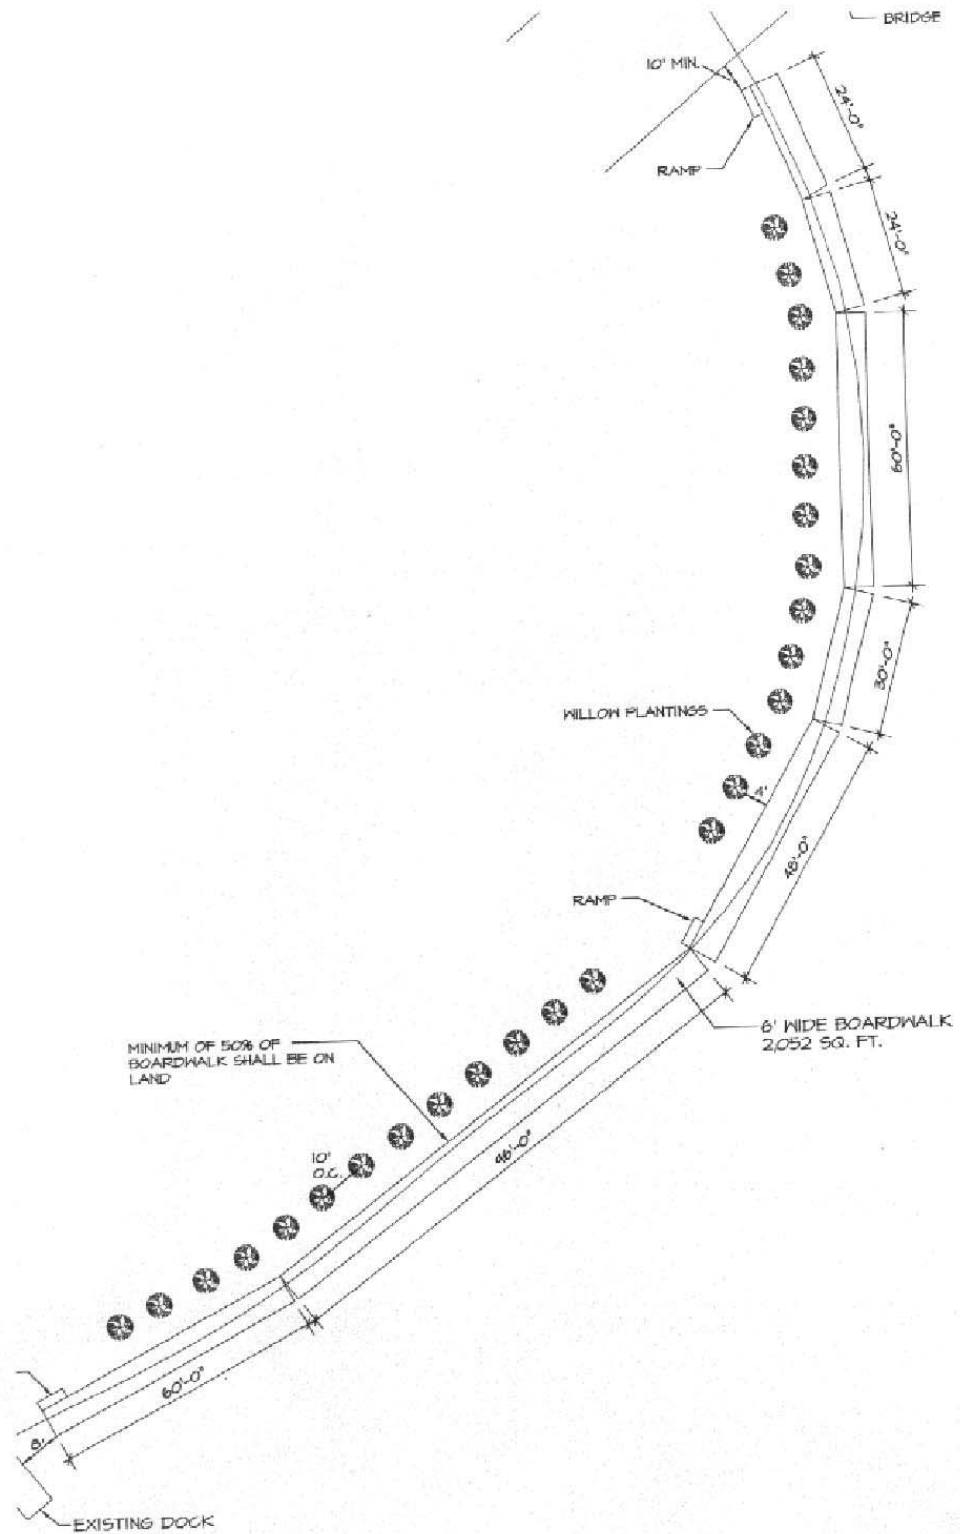 BRIDGE
10' MIN.
24'-0"
RAMP
24'-0"
60'-0"
30'-0"
WILLOW PLANTINGS
4'
48'-0"
RAMP
6' WIDE BOARDWALK
2,052 SQ. FT.
MINIMUM OF 50% OF
BOARDWALK SHALL BE ON
LAND
96'-0"
10'
O.C.
60'-0"
8'
EXISTING DOCK